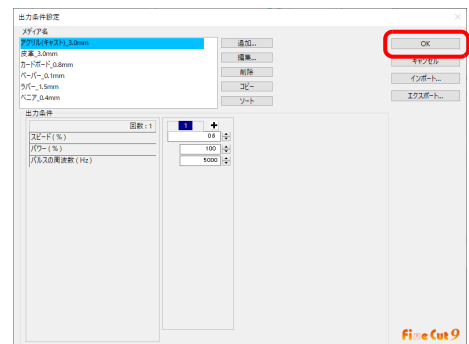 出力条件設定
メディア名
アクリル(キャスト)_3.0mm
皮革_3.0mm
カードボード_0.8mm
ペーパー_0.1mm
ラバー_1.5mm
ベニア_0.4mm
追加...
編集...
削除
コピー
ソート
OK
キャンセル
インポート...
エクスポート...
出力条件
回数 : 1
1 +
スピード ( % ) 0.6
パワー ( % ) 100
パルスの周波数 ( Hz ) 5000
Fine Cut 9